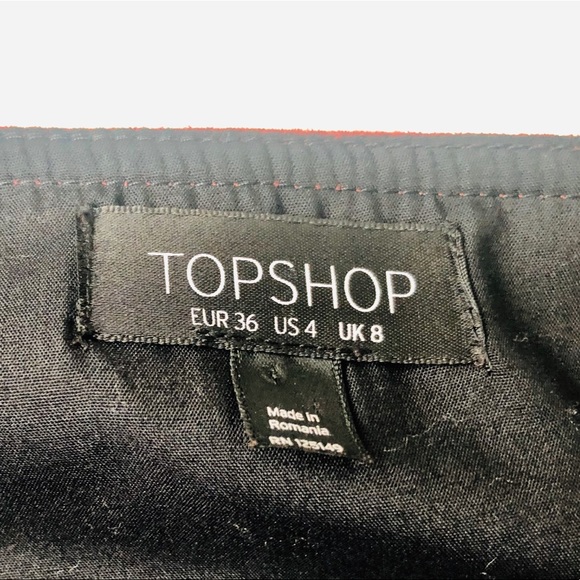 TOPSHOP
EUR 36 US 4 UK 8
Made in
Romania
RN 125149